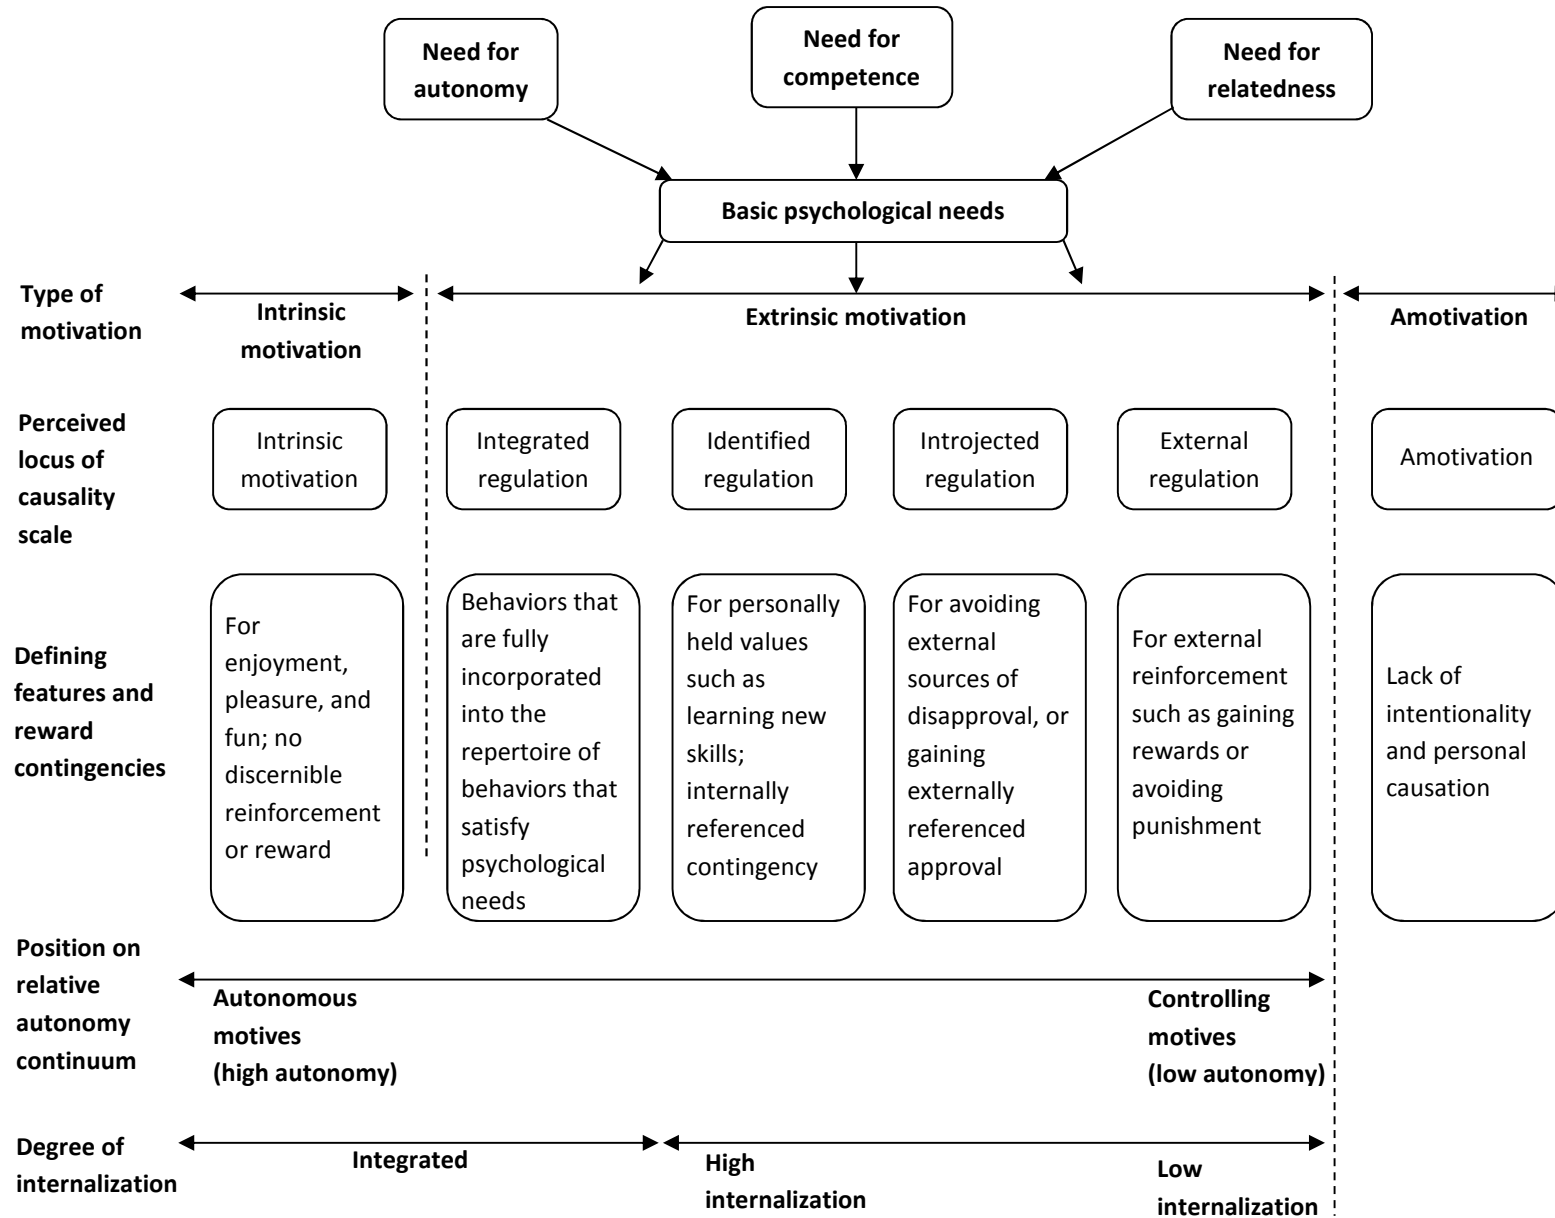 Need for
autonomy
Need for
competence
Need for
relatedness
Basic psychological needs
Type of
motivation
Intrinsic
motivation
Extrinsic motivation
Amotivation
Perceived
locus of
causality
scale
Intrinsic
motivation
Integrated
regulation
Identified
regulation
Introjected
regulation
External
regulation
Amotivation
Defining
features and
reward
contingencies
For
enjoyment,
pleasure, and
fun; no
discernible
reinforcement
or reward
Behaviors that
are fully
incorporated
into the
repertoire of
behaviors that
satisfy
psychological
needs
For personally
held values
such as
learning new
skills;
internally
referenced
contingency
For avoiding
external
sources of
disapproval, or
gaining
externally
referenced
approval
For external
reinforcement
such as gaining
rewards or
avoiding
punishment
Lack of
intentionality
and personal
causation
Position on
relative
autonomy
continuum
Autonomous
motives
(high autonomy)
Controlling
motives
(low autonomy)
Degree of
internalization
Integrated
High
internalization
Low
internalization